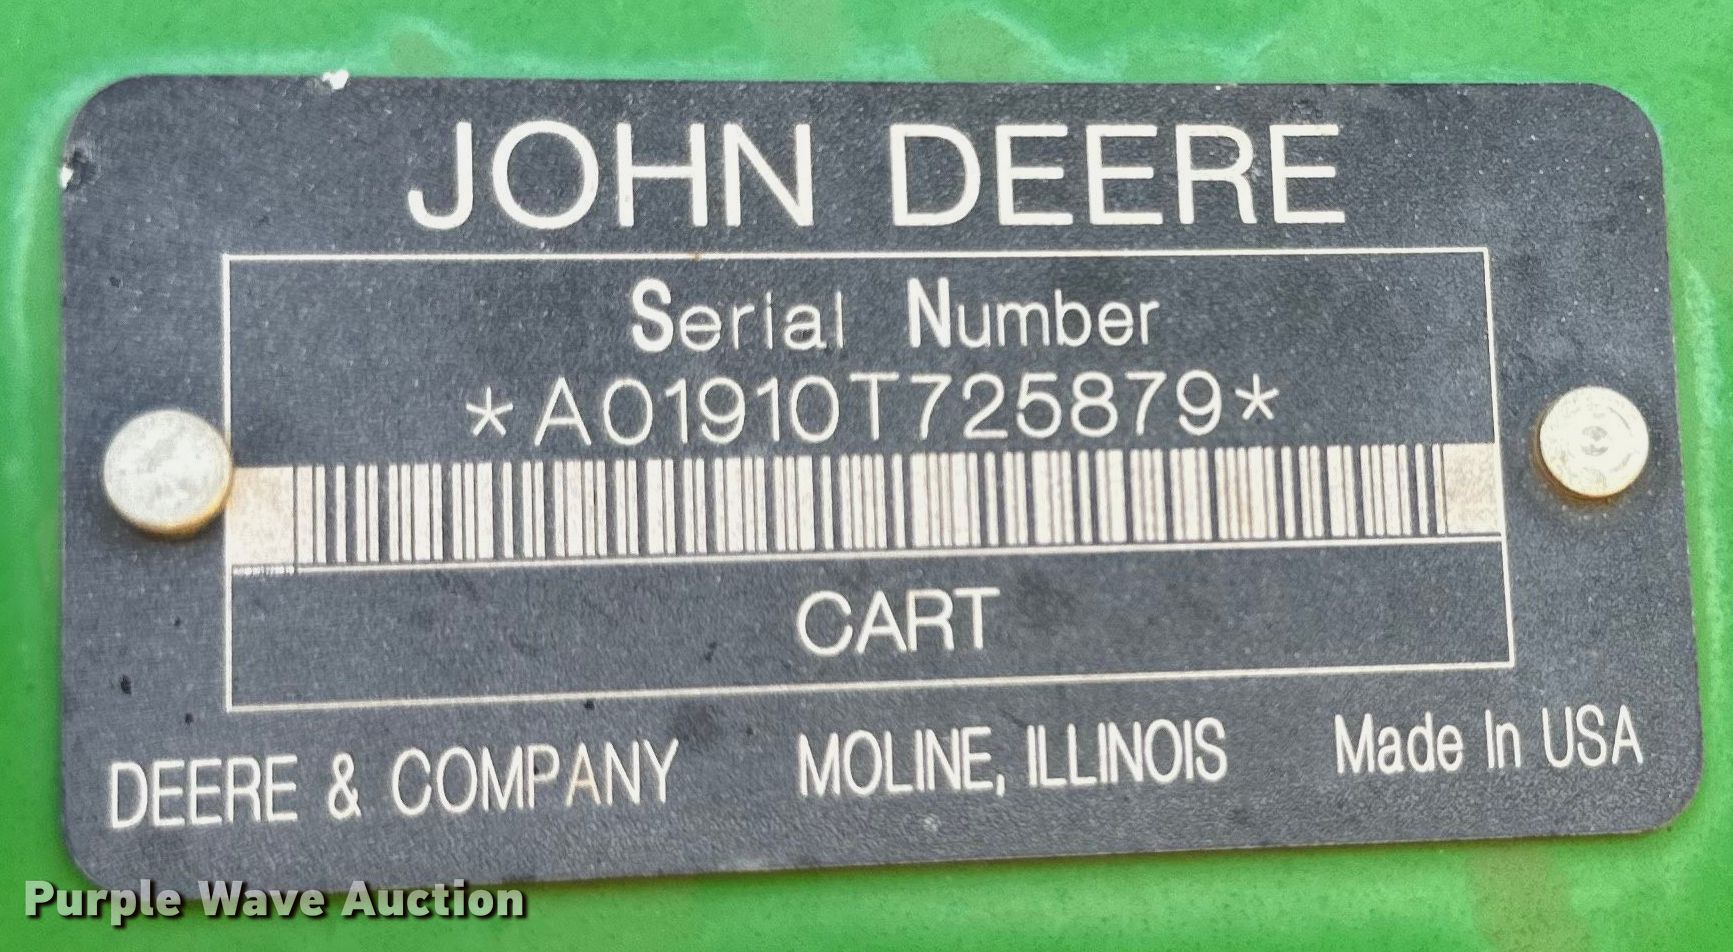 JOHN DEERE
Serial Number
*A01910T725879*
CART
DEERE & COMPANY MOLINE, ILLINOIS Made In USA
Purple Wave Auction